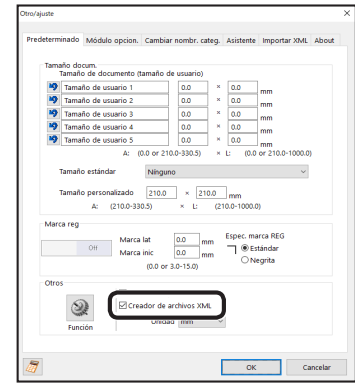 Otro/ajuste
Predeterminado Módulo opcion. Cambiar nombr. categ. Asistente Importar XML About
Tamaño docum.
Tamaño de documento (tamaño de usuario)
Tamaño de usuario 1 0.0 × 0.0 mm
Tamaño de usuario 2 0.0 × 0.0 mm
Tamaño de usuario 3 0.0 × 0.0 mm
Tamaño de usuario 4 0.0 × 0.0 mm
Tamaño de usuario 5 0.0 × 0.0 mm
A: (0.0 or 210.0-330.5) × L: (0.0 or 210.0-1000.0)
Tamaño estándar Ninguno
Tamaño personalizado 210.0 × 210.0 mm
A: (210.0-330.5) × L: (210.0-1000.0)
Marca reg
Off
Marca lat 0.0 mm
Marca inic 0.0 mm
(0.0 or 3.0-15.0)
Espec. marca REG
Estándar
Negrita
Otros
Función
Creador de archivos XML
Unidad mm
OK Cancelar